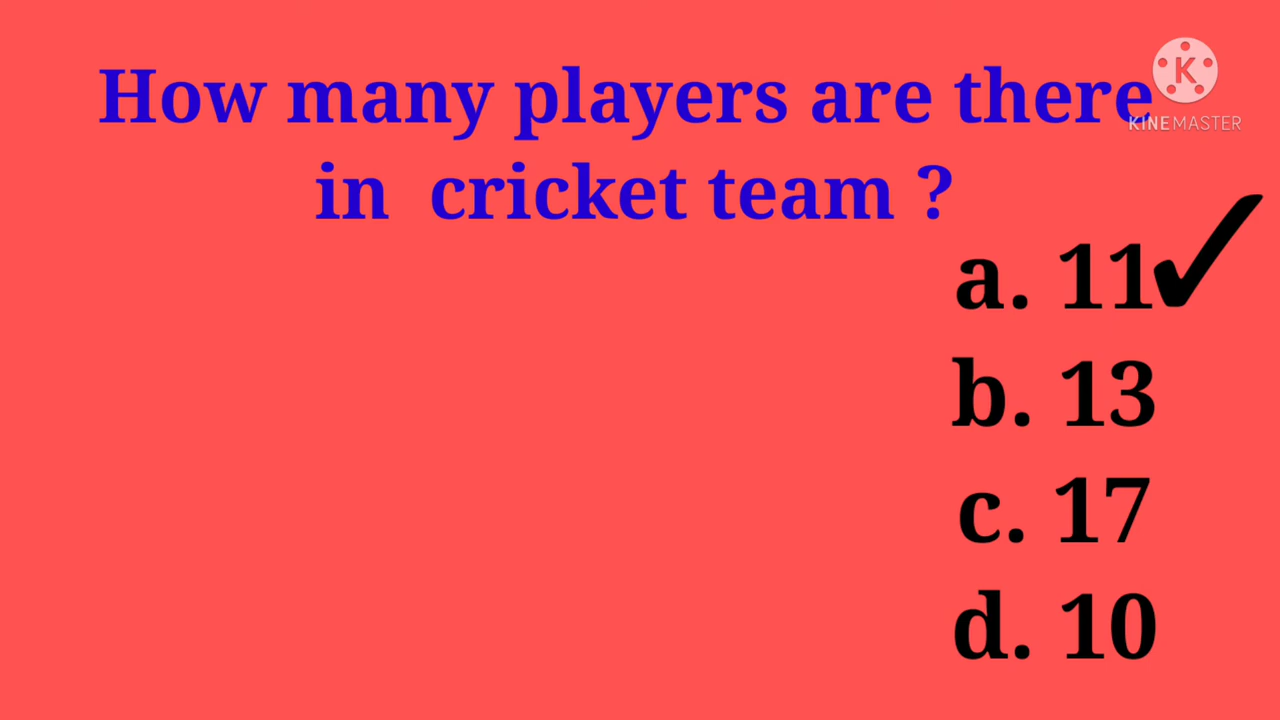 How many players are there
in  cricket team ?
K
KINEMASTER
a. 11✓
b. 13
c. 17
d. 10